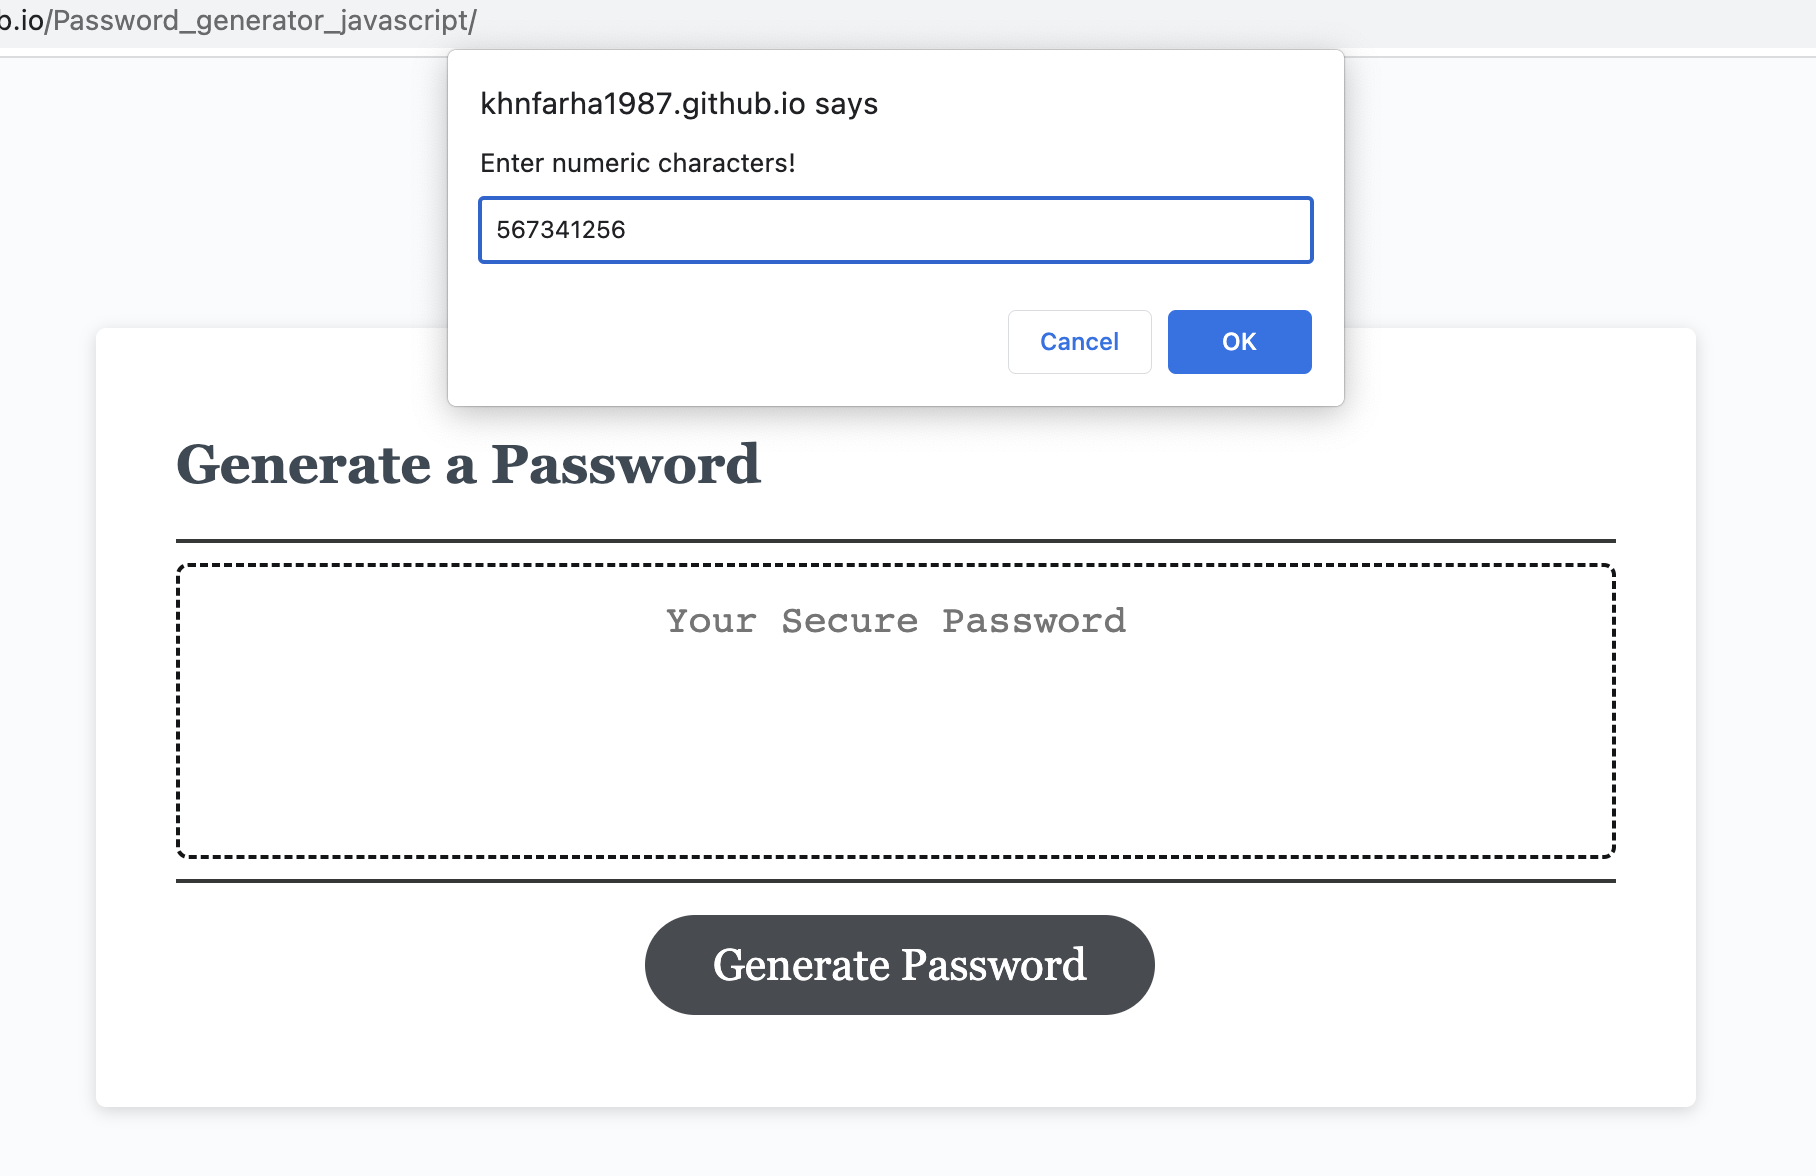 b.io/Password_generator_javascript/
khnfarha1987.github.io says
Enter numeric characters!
567341256
Cancel
OK
Generate a Password
Your Secure Password
Generate Password